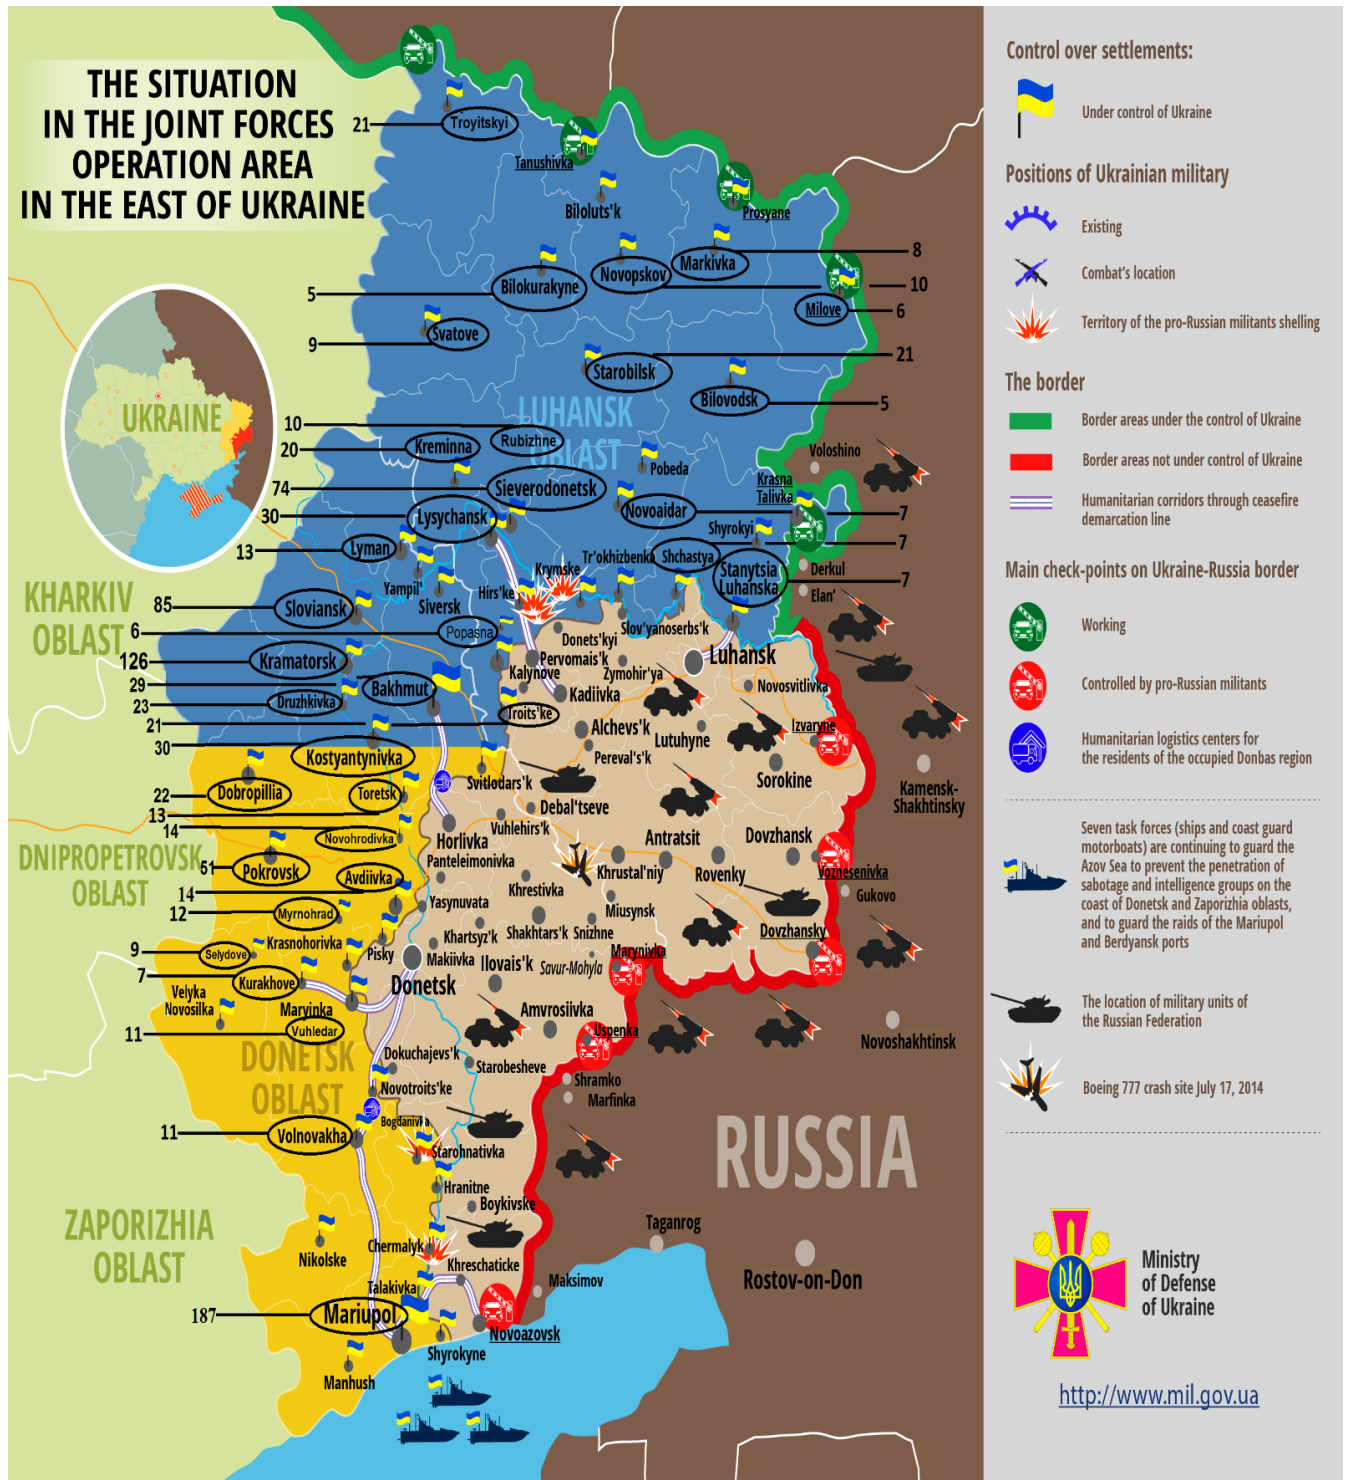 THE SITUATION
IN THE JOINT FORCES
OPERATION AREA
IN THE EAST OF UKRAINE
21
Troyitskyi
Tanushivka
Biloluts'k
Prosyane
Markivka
8
Novopskov
10
Bilokurakyne
5
Milove
6
Svatove
9
Starobilsk
21
Bilovodsk
5
UKRAINE
LUHANSK
OBLAST
10
Rubizhne
20
Kreminna
Pobeda
Voloshino
74
Sieverodonetsk
Krasna
Talivka
30
Lysychansk
Novoaidar
7
Shyrokyi
13
Lyman
Tr'okhizbenka
Shchastya
7
Krymske
Stanytsia
Luhanska
7
Derkul
Elan'
KHARKIV
OBLAST
Yampil'
Siversk
Hirs'ke
85
Sloviansk
6
Popasna
Donets'kyi
Slov'yanoserbs'k
126
Kramatorsk
Pervomais'k
Zymohir'ya
Luhansk
Kalynove
29
Bakhmut
Kadiivka
Novosvitlivka
23
Druzhkivka
21
Troits'ke
Izvaryne
30
Kostyantynivka
Alchevs'k
Lutuhyne
Pereval's'k
Sorokine
Kamensk-
Shakhtinsky
Svitlodars'k
22
Dobropillia
Toretsk
13
Debal'tseve
14
Novohrodivka
Vuhlehirs'k
Horlivka
Antratsit
Dovzhansk
DNIPROPETROVSK
OBLAST
51
Pokrovsk
Panteleimonivka
Khrustal'niy
Rovenky
Voznesenivka
Avdiivka
14
Khrestivka
Gukovo
12
Myrnohrad
Yasynuvata
Miusynsk
Khartsyz'k
Shakhtars'k
Snizhne
Dovzhansky
9
Selydove
Krasnohorivka
Pisky
Makiivka
Ilovais'k
Savur-Mohyla
Marynivka
7
Kurakhove
Donetsk
Velyka
Novosilka
Maryinka
Amvrosiivka
11
Vuhledar
Uspenka
Novoshakhtinsk
DONETSK
OBLAST
Dokuchajevs'k
Starobesheve
Novotroits'ke
Shramko
Marfinka
11
Volnovakha
Starohnativka
RUSSIA
Hranitne
Boykivske
ZAPORIZHIA
OBLAST
Nikolske
Chermalyk
Taganrog
Khreschaticke
Rostov-on-Don
Talakivka
Maksimov
187
Mariupol
Novoazovsk
Shyrokyne
Manhush
Control over settlements:
Under control of Ukraine
Positions of Ukrainian military
Existing
Combat's location
Territory of the pro-Russian militants shelling
The border
Border areas under the control of Ukraine
Border areas not under control of Ukraine
Humanitarian corridors through ceasefire
demarcation line
Main check-points on Ukraine-Russia border
Working
Controlled by pro-Russian militants
Humanitarian logistics centers for
the residents of the occupied Donbas region
Seven task forces (ships and coast guard
motorboats) are continuing to guard the
Azov Sea to prevent the penetration of
sabotage and intelligence groups on the
coast of Donetsk and Zaporizhia oblasts,
and to guard the raids of the Mariupol
and Berdyansk ports
The location of military units of
the Russian Federation
Boeing 777 crash site July 17, 2014
Ministry
of Defense
of Ukraine
http://www.mil.gov.ua